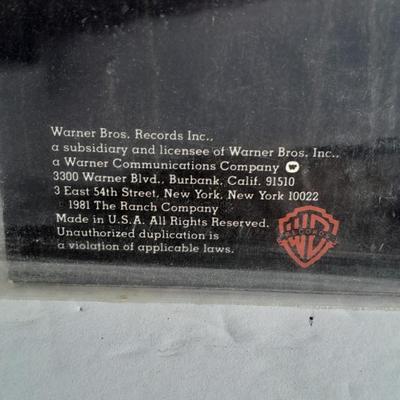 Warner Bros. Records Inc.,
a subsidiary and licensee of Warner Bros. Inc.,
a Warner Communications Company
3300 Warner Blvd., Burbank, Calif. 91510
3 East 54th Street, New York, New York 10022
© 1981 The Ranch Company
Made in U.S.A. All Rights Reserved.
Unauthorized duplication is
a violation of applicable laws.
WB
RECORDS